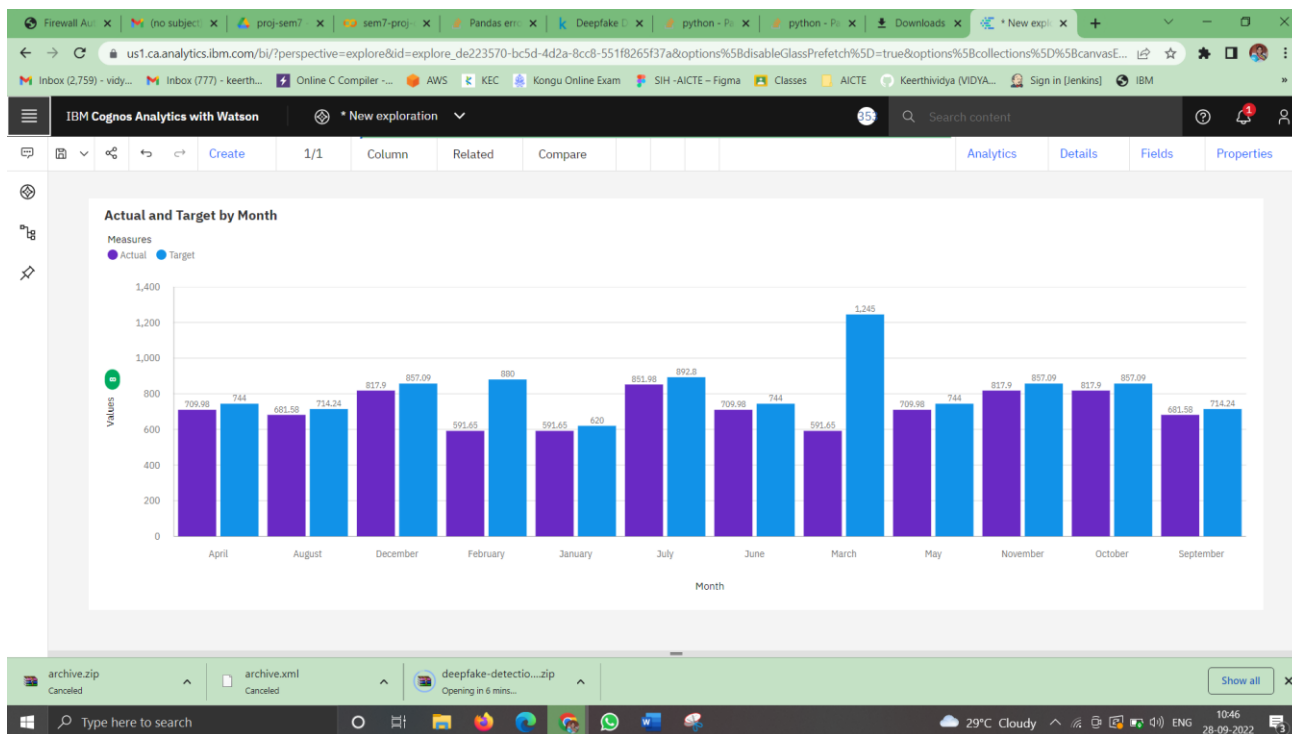 Firewall Aut (no subject proj-sem7 - sem7-proj-c Pandas erro Deepfake D python - Pa python - Pa Downloads * New expl
us1.ca.analytics.ibm.com/bi/?perspective=explore&id=explore_de223570-bc5d-4d2a-8cc8-551f8265f37a&options%5BdisableGlassPrefetch%5D=true&options%5Bcollections%5D%5BcanvasE...
Inbox (2,759) - vidy... Inbox (777) - keerth... Online C Compiler -... AWS KEC Kongu Online Exam SIH -AICTE – Figma Classes AICTE Keerthividya (VIDYA... Sign in [Jenkins] IBM »
IBM Cognos Analytics with Watson * New exploration Search content 1
Create 1/1 Column Related Compare Analytics Details Fields Properties
Actual and Target by Month
Measures
Actual Target
1,400
1,200
1,000
800
600
400
200
0
Values
709.98 744 681.58 714.24 817.9 857.09 591.65 880 591.65 620 851.98 892.8 709.98 744 591.65 1,245 709.98 744 817.9 857.09 817.9 857.09 681.58 714.24
April August December February January July June March May November October September
Month
archive.zip archive.xml deepfake-detectio....zip Show all
Canceled Canceled Opening in 6 mins...
Type here to search 29°C Cloudy ENG 10:46
28-09-2022 3